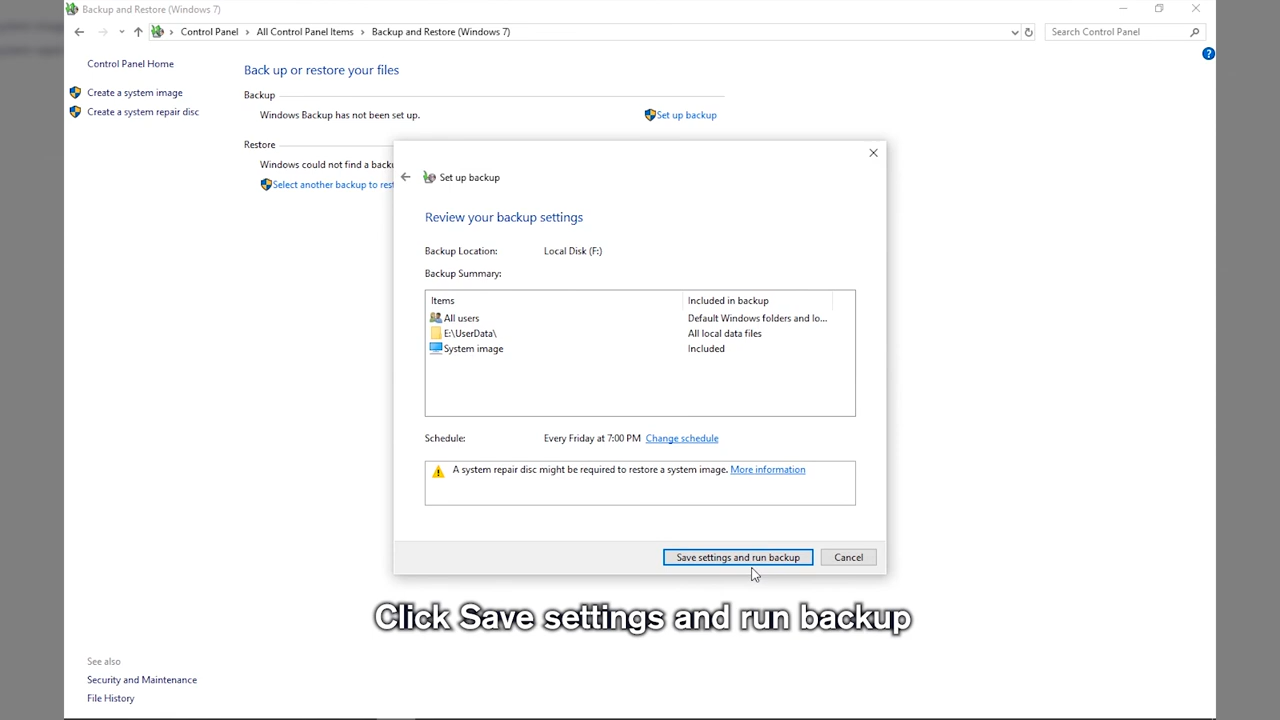 Backup and Restore (Windows 7)
Control Panel > All Control Panel Items > Backup and Restore (Windows 7)
Search Control Panel
Control Panel Home
Create a system image
Create a system repair disc
Back up or restore your files
Backup
Windows Backup has not been set up.
Set up backup
Restore
Windows could not find a backu
Select another backup to rest
Set up backup
Review your backup settings
Backup Location: Local Disk (F:)
Backup Summary:
Items Included in backup
All users Default Windows folders and lo...
E:\UserData\ All local data files
System image Included
Schedule: Every Friday at 7:00 PM Change schedule
A system repair disc might be required to restore a system image. More information
Save settings and run backup Cancel
Click Save settings and run backup
See also
Security and Maintenance
File History